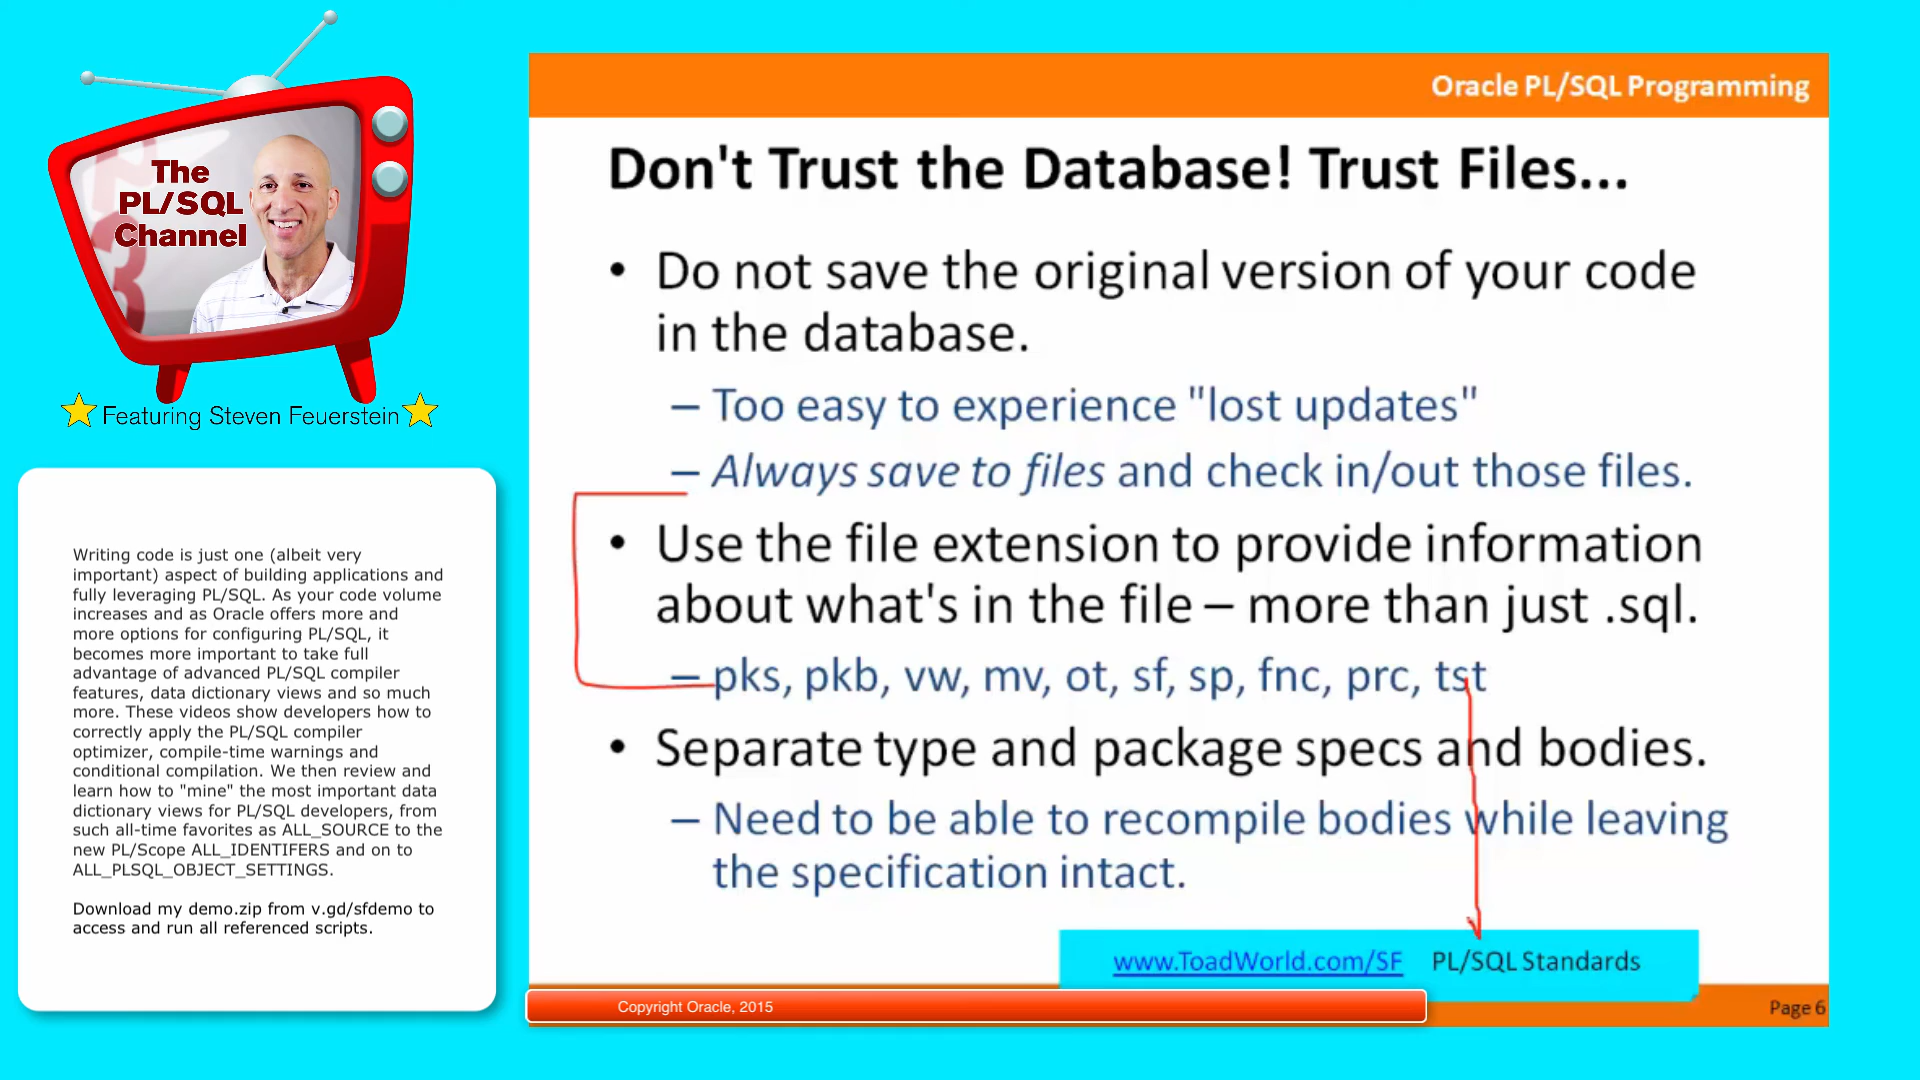 The
PL/SQL
Channel
Featuring Steven Feuerstein
Writing code is just one (albeit very
important) aspect of building applications and
fully leveraging PL/SQL. As your code volume
increases and as Oracle offers more and
more options for configuring PL/SQL, it
becomes more important to take full
advantage of advanced PL/SQL compiler
features, data dictionary views and so much
more. These videos show developers how to
correctly apply the PL/SQL compiler
optimizer, compile-time warnings and
conditional compilation. We then review and
learn how to "mine" the most important data
dictionary views for PL/SQL developers, from
such all-time favorites as ALL_SOURCE to the
new PL/Scope ALL_IDENTIFERS and on to
ALL_PLSQL_OBJECT_SETTINGS.
Download my demo.zip from v.gd/sfdemo to
access and run all referenced scripts.
Oracle PL/SQL Programming
Don't Trust the Database! Trust Files...
• Do not save the original version of your code
in the database.
– Too easy to experience "lost updates"
– Always save to files and check in/out those files.
• Use the file extension to provide information
about what's in the file – more than just .sql.
– pks, pkb, vw, mv, ot, sf, sp, fnc, prc, tst
• Separate type and package specs and bodies.
– Need to be able to recompile bodies while leaving
the specification intact.
www.ToadWorld.com/SF PL/SQL Standards
Copyright Oracle, 2015
Page 6